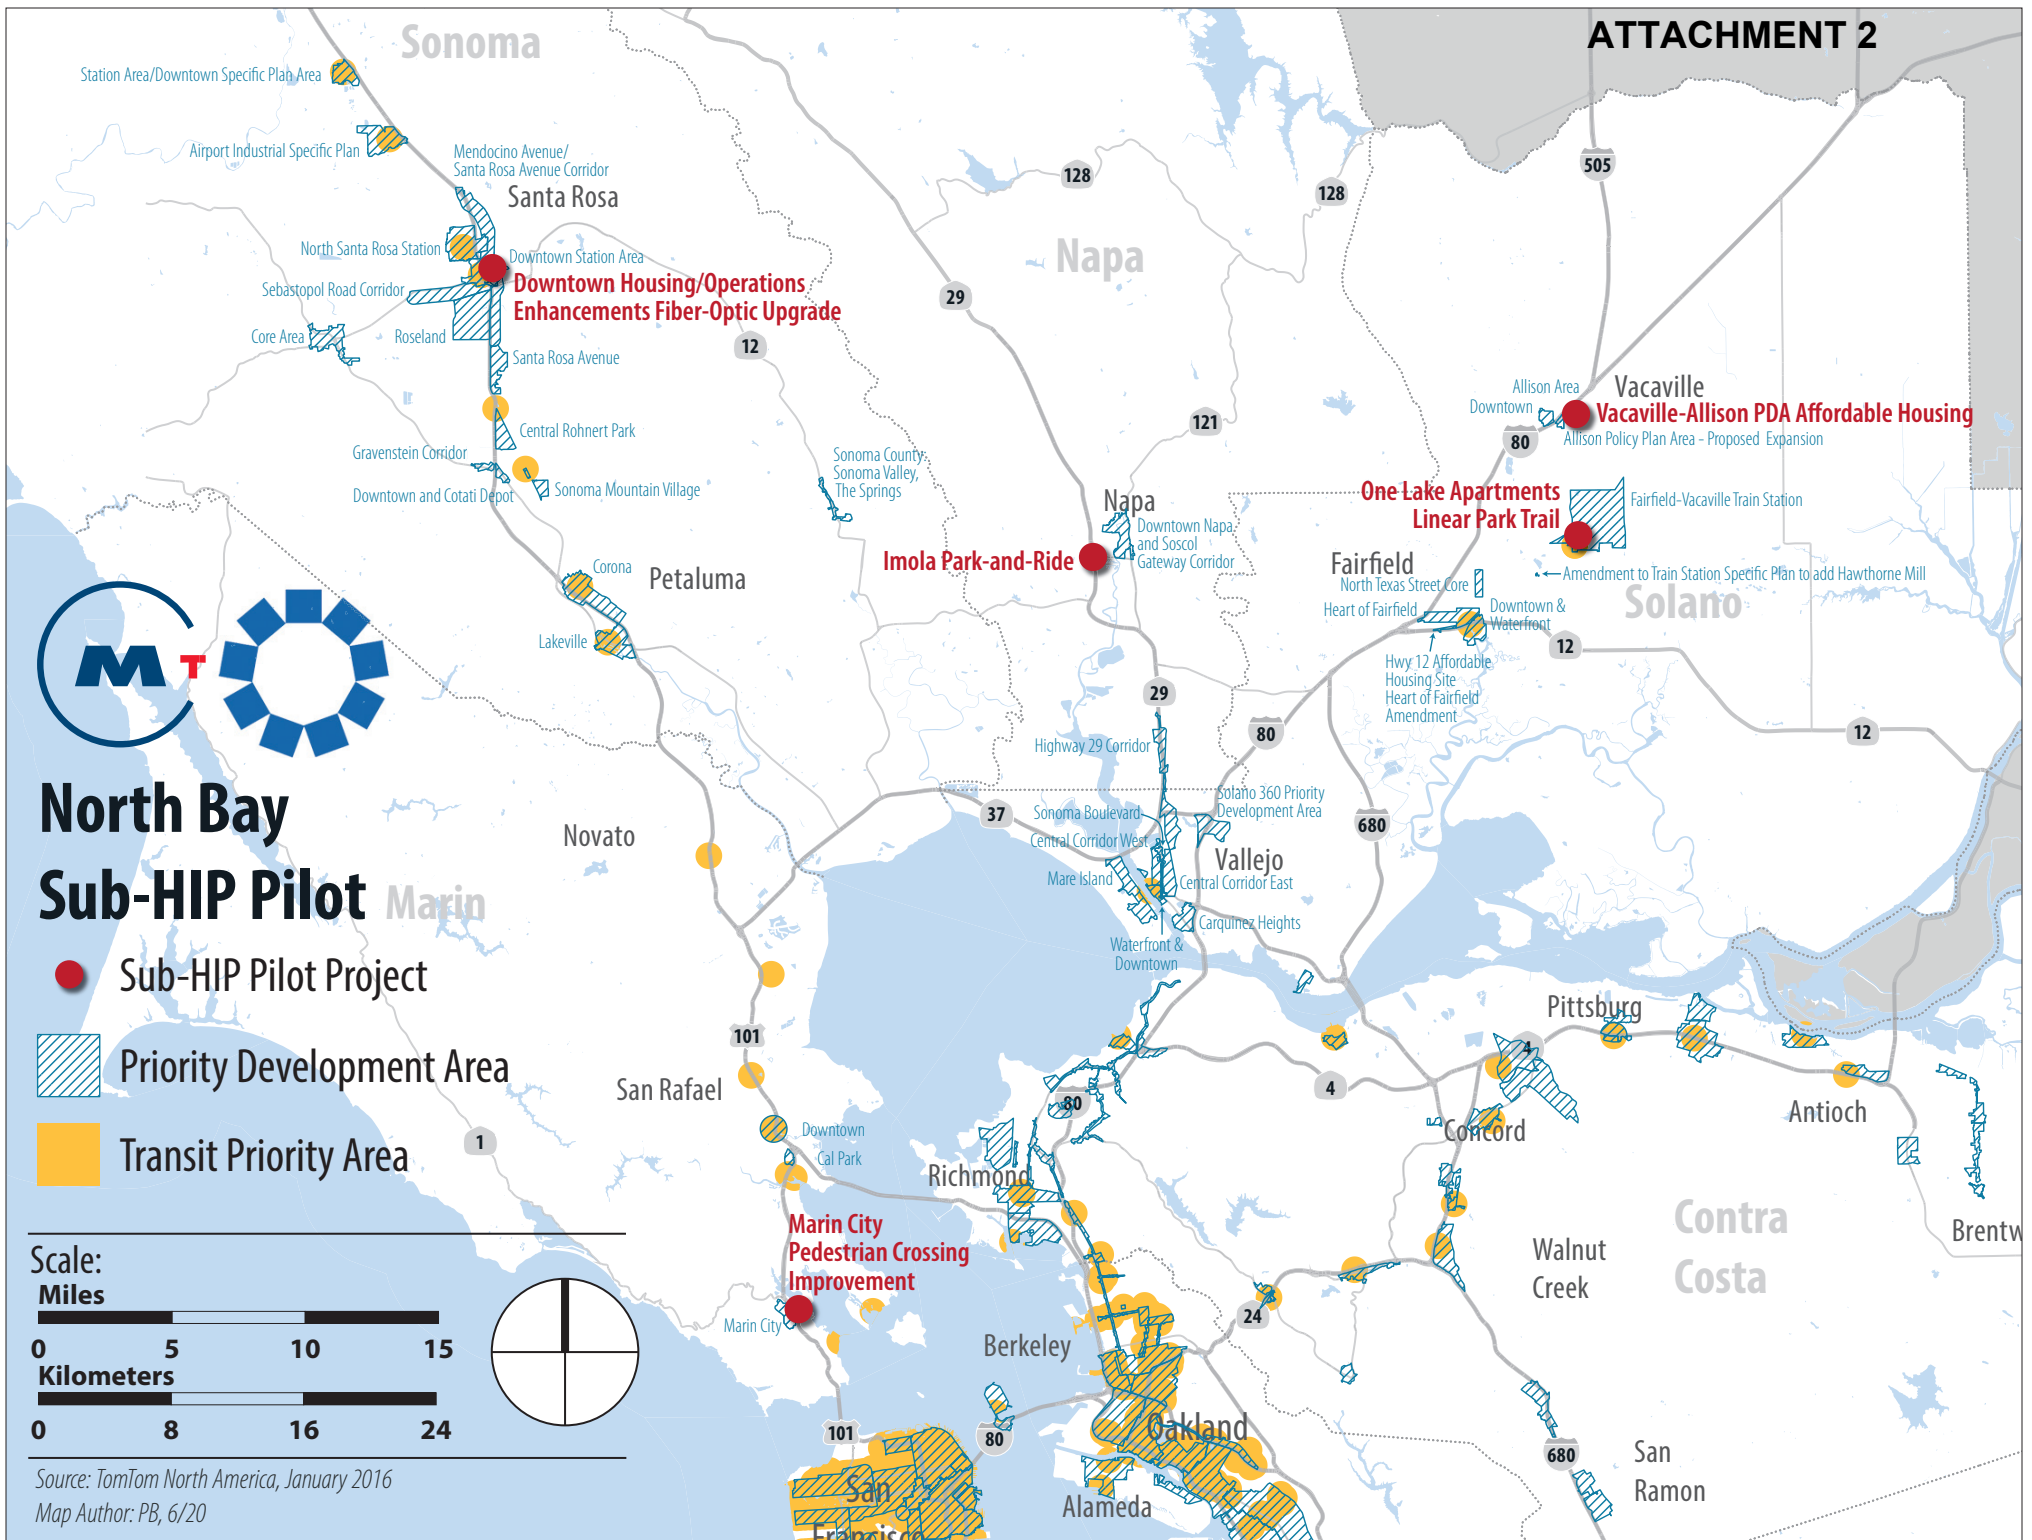 ATTACHMENT 2
Sonoma
Station Area/Downtown Specific Plan Area
Airport Industrial Specific Plan
Mendocino Avenue/
Santa Rosa Avenue Corridor
Santa Rosa
North Santa Rosa Station
Downtown Station Area
Downtown Housing/Operations
Enhancements Fiber-Optic Upgrade
Sebastopol Road Corridor
Core Area
Roseland
Santa Rosa Avenue
12
Central Rohnert Park
Gravenstein Corridor
Downtown and Cotati Depot
Sonoma Mountain Village
Sonoma County:
Sonoma Valley,
The Springs
Corona
Petaluma
Lakeville
128
128
505
Napa
29
121
Napa
Downtown Napa
and Soscol
Gateway Corridor
Imola Park-and-Ride
Allison Area
Vacaville
Downtown
Vacaville-Allison PDA Affordable Housing
80
Allison Policy Plan Area - Proposed Expansion
One Lake Apartments
Linear Park Trail
Fairfield-Vacaville Train Station
Fairfield
North Texas Street Core
Amendment to Train Station Specific Plan to add Hawthorne Mill
Solano
Heart of Fairfield
Downtown &
Waterfront
12
Hwy 12 Affordable
Housing Site
Heart of Fairfield
Amendment
12
29
80
Highway 29 Corridor
37
Solano 360 Priority
Development Area
Sonoma Boulevard
Central Corridor West
Vallejo
680
Mare Island
Central Corridor East
Carquinez Heights
Waterfront &
Downtown
M T
North Bay
Sub-HIP Pilot
Marin
Novato
Sub-HIP Pilot Project
Priority Development Area
Transit Priority Area
101
San Rafael
1
Downtown
Cal Park
Marin City
Pedestrian Crossing
Improvement
Marin City
Pittsburg
4
4
80
Concord
Antioch
Richmond
Contra
Costa
Brentw
Walnut
Creek
24
Berkeley
Oakland
101
80
680
San
Ramon
Alameda
San
Francisco
Scale:
Miles
0 5 10 15
Kilometers
0 8 16 24
Source: TomTom North America, January 2016
Map Author: PB, 6/20